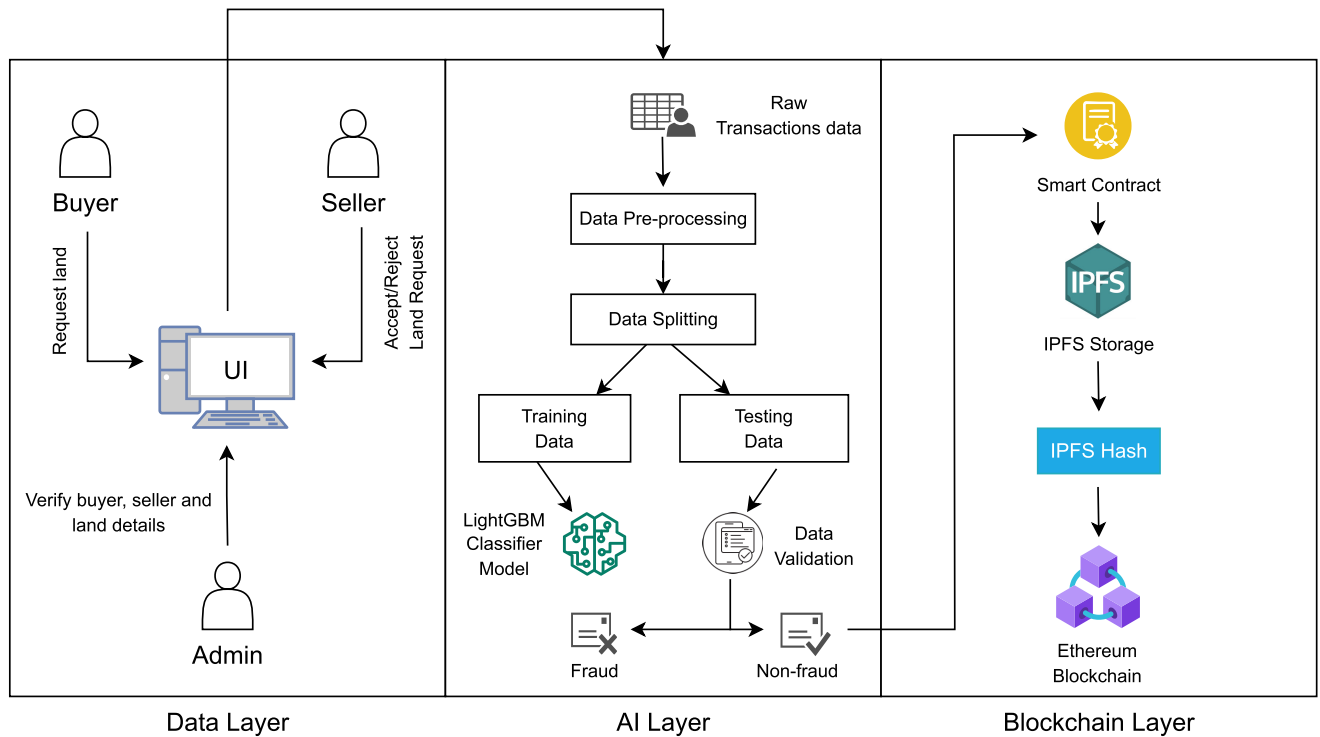 Buyer
Seller
Request land
Accept/Reject
Land Request
UI
Verify buyer, seller and
land details
Admin
Data Layer
Raw
Transactions data
Data Pre-processing
Data Splitting
Training
Data
Testing
Data
LightGBM
Classifier
Model
Data
Validation
Fraud
Non-fraud
AI Layer
Smart Contract
IPFS
IPFS Storage
IPFS Hash
Ethereum
Blockchain
Blockchain Layer